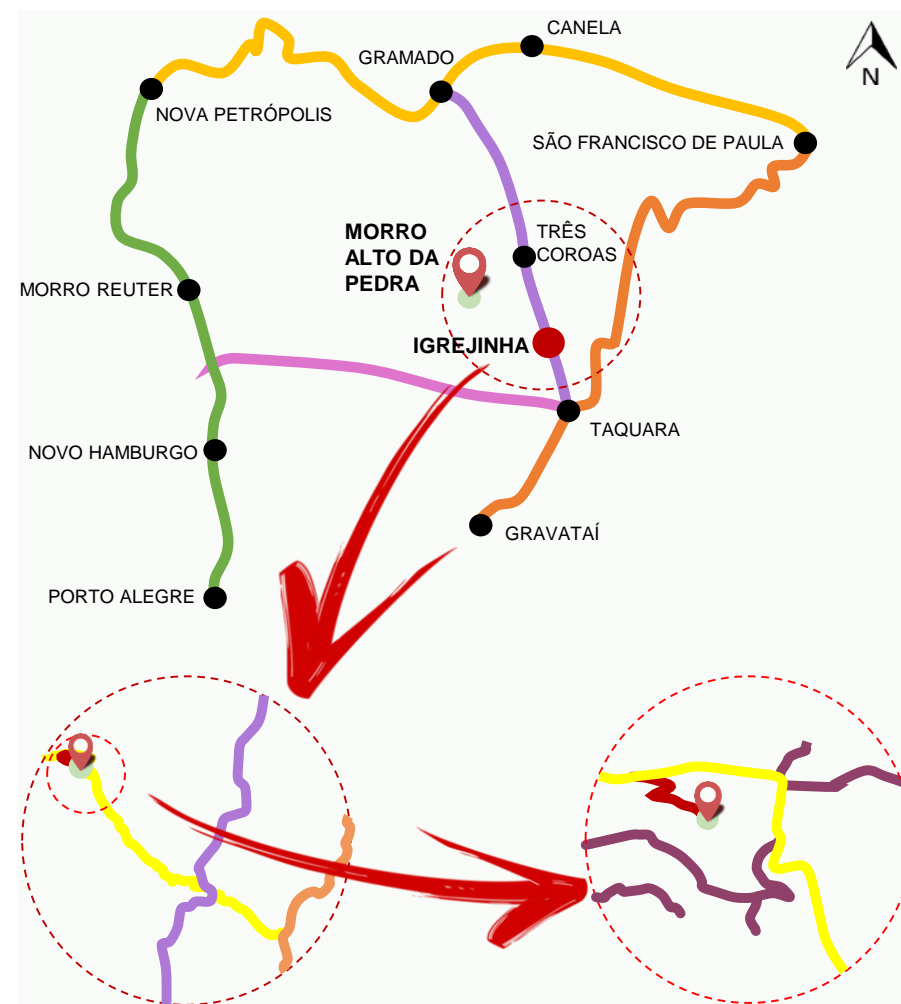 CANELA
GRAMADO
N
NOVA PETRÓPOLIS
SÃO FRANCISCO DE PAULA
MORRO
ALTO DA
PEDRA
TRÊS
COROAS
MORRO REUTER
IGREJINHA
TAQUARA
NOVO HAMBURGO
GRAVATAÍ
PORTO ALEGRE